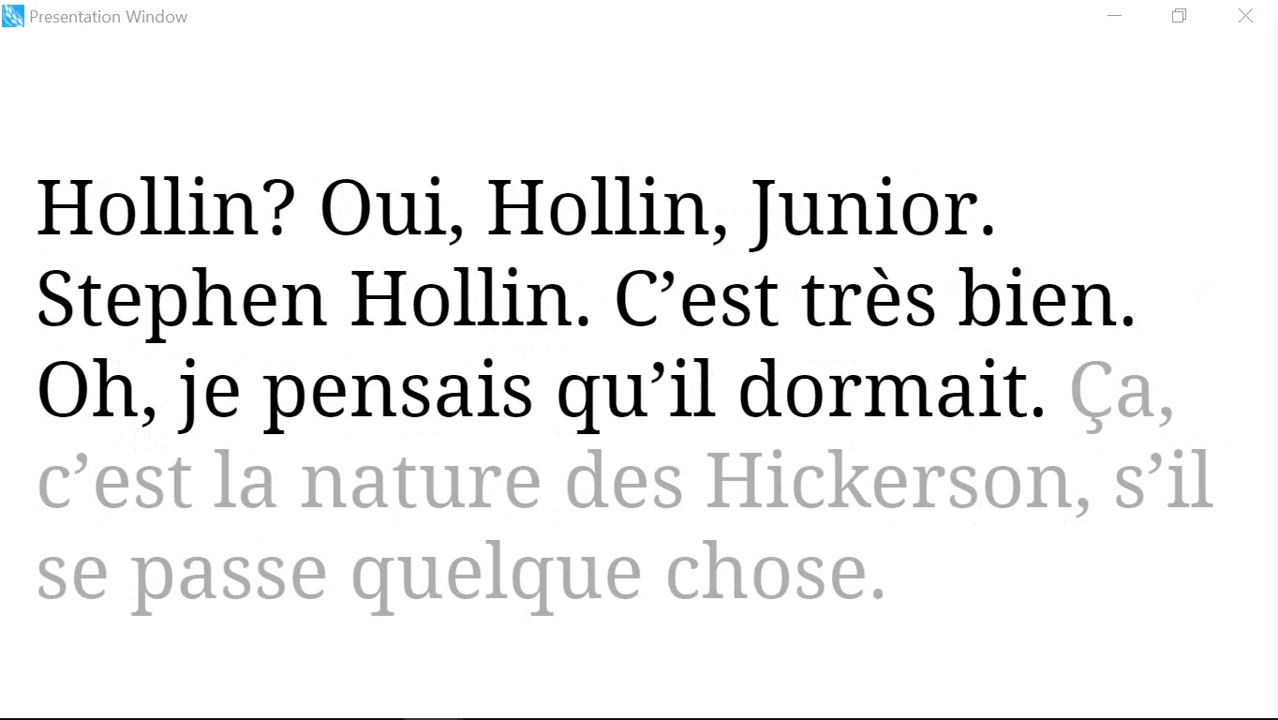 Presentation Window
Hollin? Oui, Hollin, Junior.
Stephen Hollin. C’est très bien.
Oh, je pensais qu’il dormait. Ça,
c’est la nature des Hickerson, s’il
se passe quelque chose.